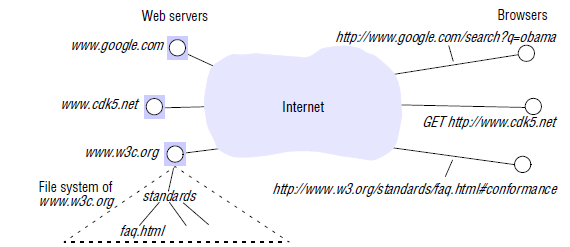 Web servers
Browsers
www.google.com
http://www.google.com/search?q=obama
www.cdk5.net
Internet
GET http://www.cdk5.net
www.w3c.org
File system of
www.w3c.org
standards
http://www.w3.org/standards/faq.html#conformance
faq.html